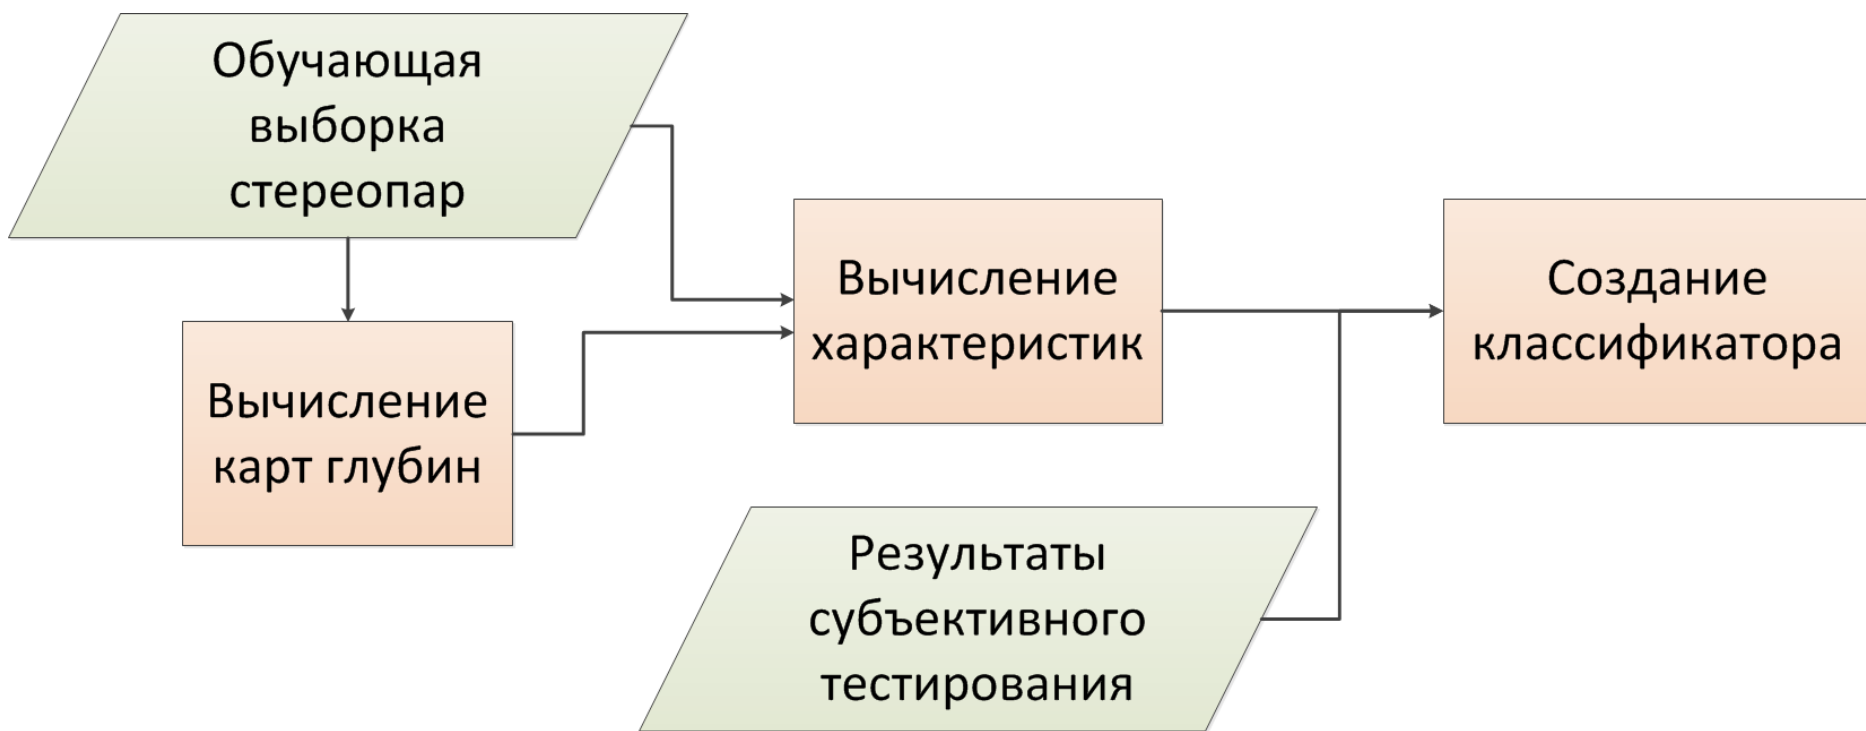 Обучающая
выборка
стереопар
Вычисление
карт глубин
Вычисление
характеристик
Результаты
субъективного
тестирования
Создание
классификатора